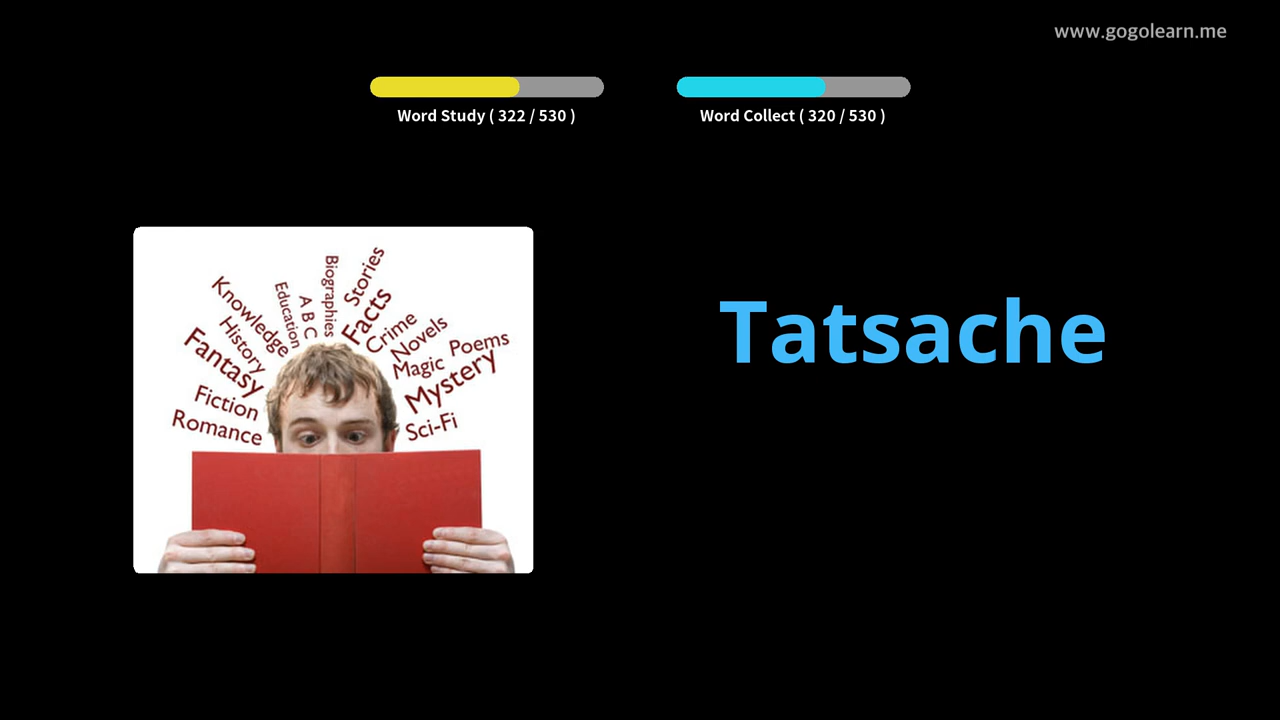 www.gogolearn.me
Word Study ( 322 / 530 )
Word Collect ( 320 / 530 )
Tatsache
Biographies
Stories
Education
A B C
Facts
Knowledge
Crime
History
Novels
Poems
Fantasy
Magic
Mystery
Fiction
Romance
Sci-Fi